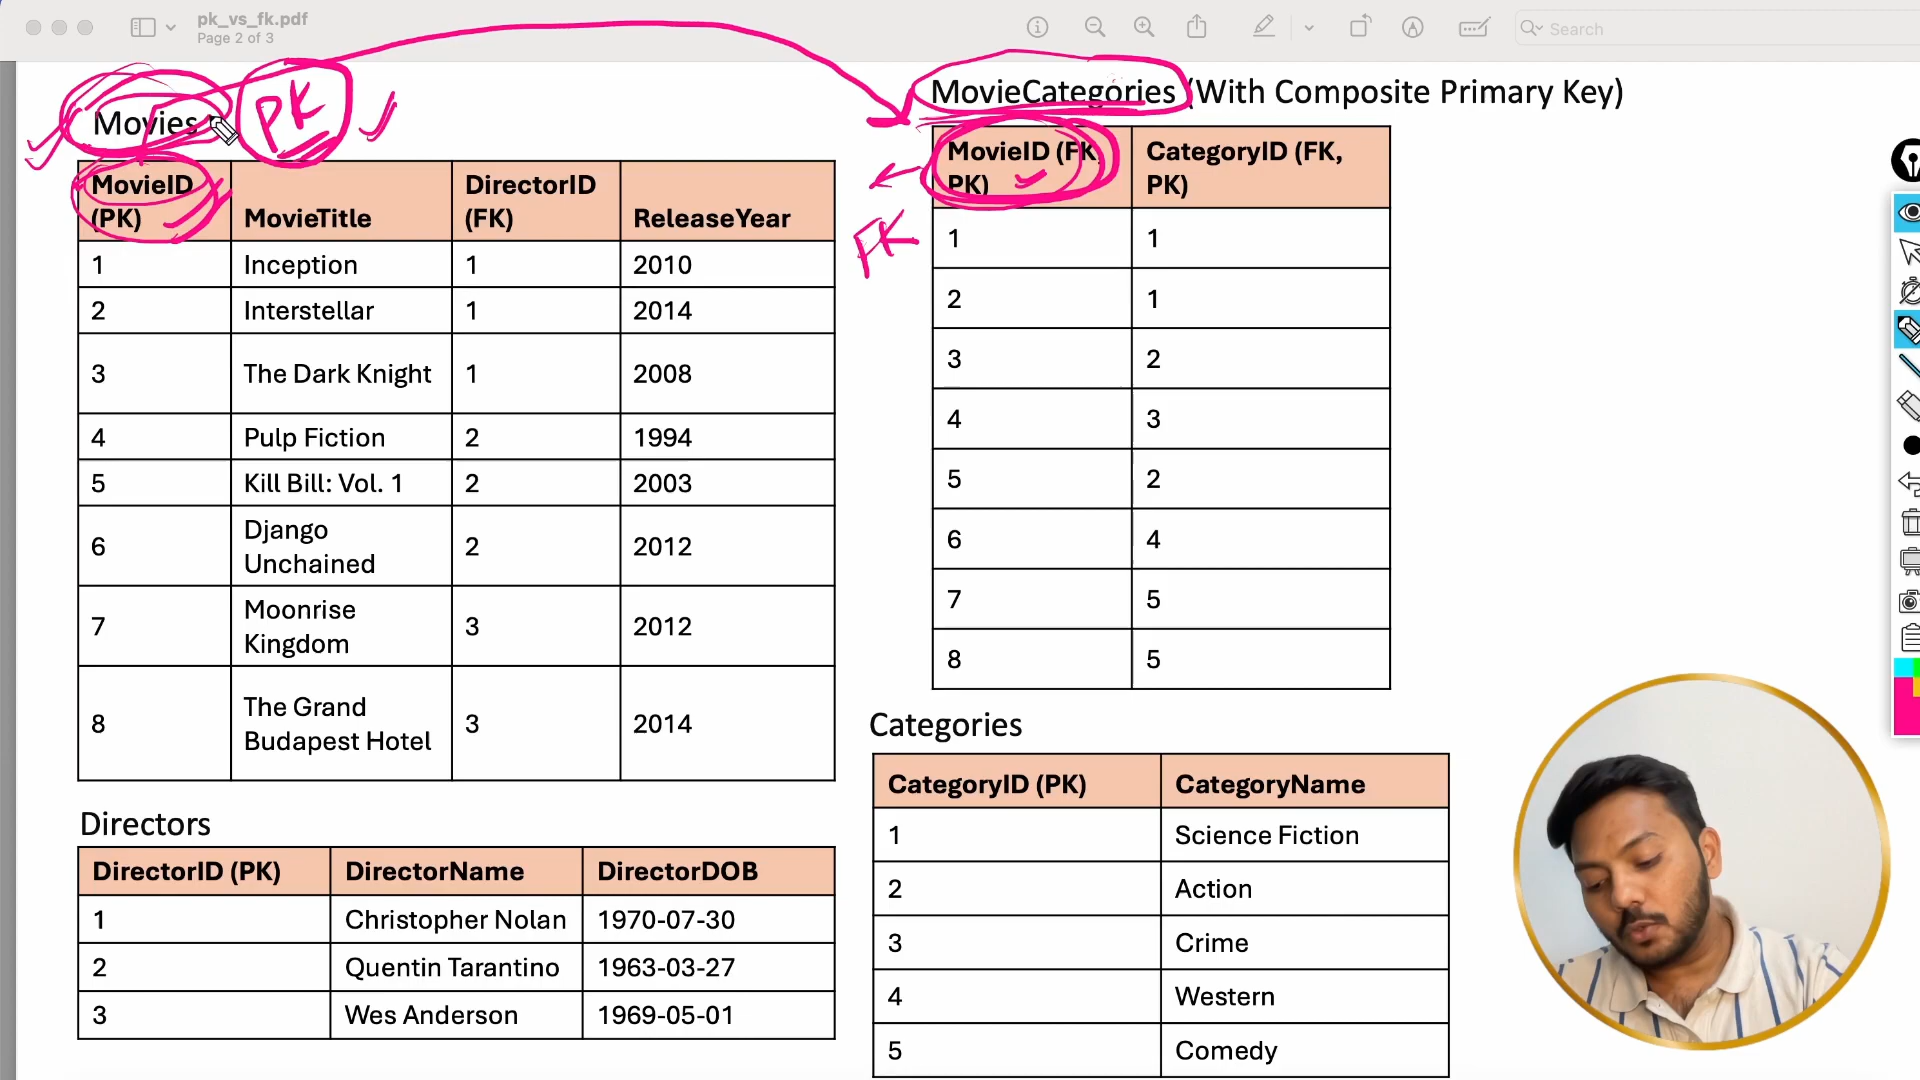 pk_vs_fk.pdf
Page 2 of 3
Search
PK
Movies
MovieID (PK) MovieTitle DirectorID (FK) ReleaseYear
1 Inception 1 2010
2 Interstellar 1 2014
3 The Dark Knight 1 2008
4 Pulp Fiction 2 1994
5 Kill Bill: Vol. 1 2 2003
6 Django Unchained 2 2012
7 Moonrise Kingdom 3 2012
8 The Grand Budapest Hotel 3 2014
Directors
DirectorID (PK) DirectorName DirectorDOB
1 Christopher Nolan 1970-07-30
2 Quentin Tarantino 1963-03-27
3 Wes Anderson 1969-05-01
MovieCategories (With Composite Primary Key)
MovieID (FK, PK) CategoryID (FK, PK)
FK
1 1
2 1
3 2
4 3
5 2
6 4
7 5
8 5
Categories
CategoryID (PK) CategoryName
1 Science Fiction
2 Action
3 Crime
4 Western
5 Comedy